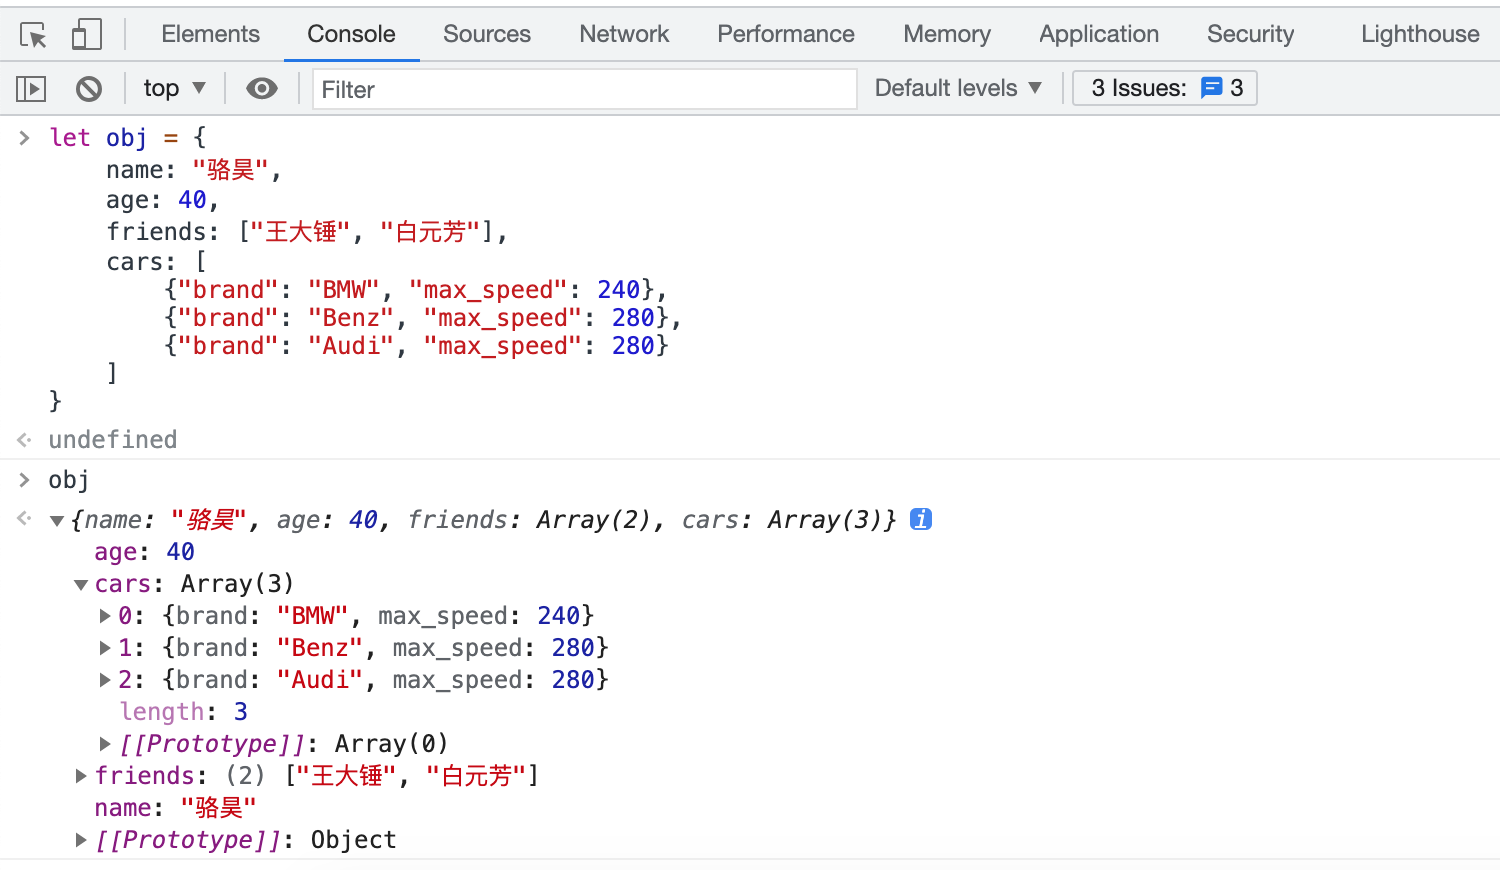 Elements Console Sources Network Performance Memory Application Security Lighthouse
top Filter Default levels 3 Issues: 3
let obj = {
name: "骆昊",
age: 40,
friends: ["王大锤", "白元芳"],
cars: [
{"brand": "BMW", "max_speed": 240},
{"brand": "Benz", "max_speed": 280},
{"brand": "Audi", "max_speed": 280}
]
}
undefined
obj
{name: "骆昊", age: 40, friends: Array(2), cars: Array(3)} i
age: 40
cars: Array(3)
0: {brand: "BMW", max_speed: 240}
1: {brand: "Benz", max_speed: 280}
2: {brand: "Audi", max_speed: 280}
length: 3
[[Prototype]]: Array(0)
friends: (2) ["王大锤", "白元芳"]
name: "骆昊"
[[Prototype]]: Object